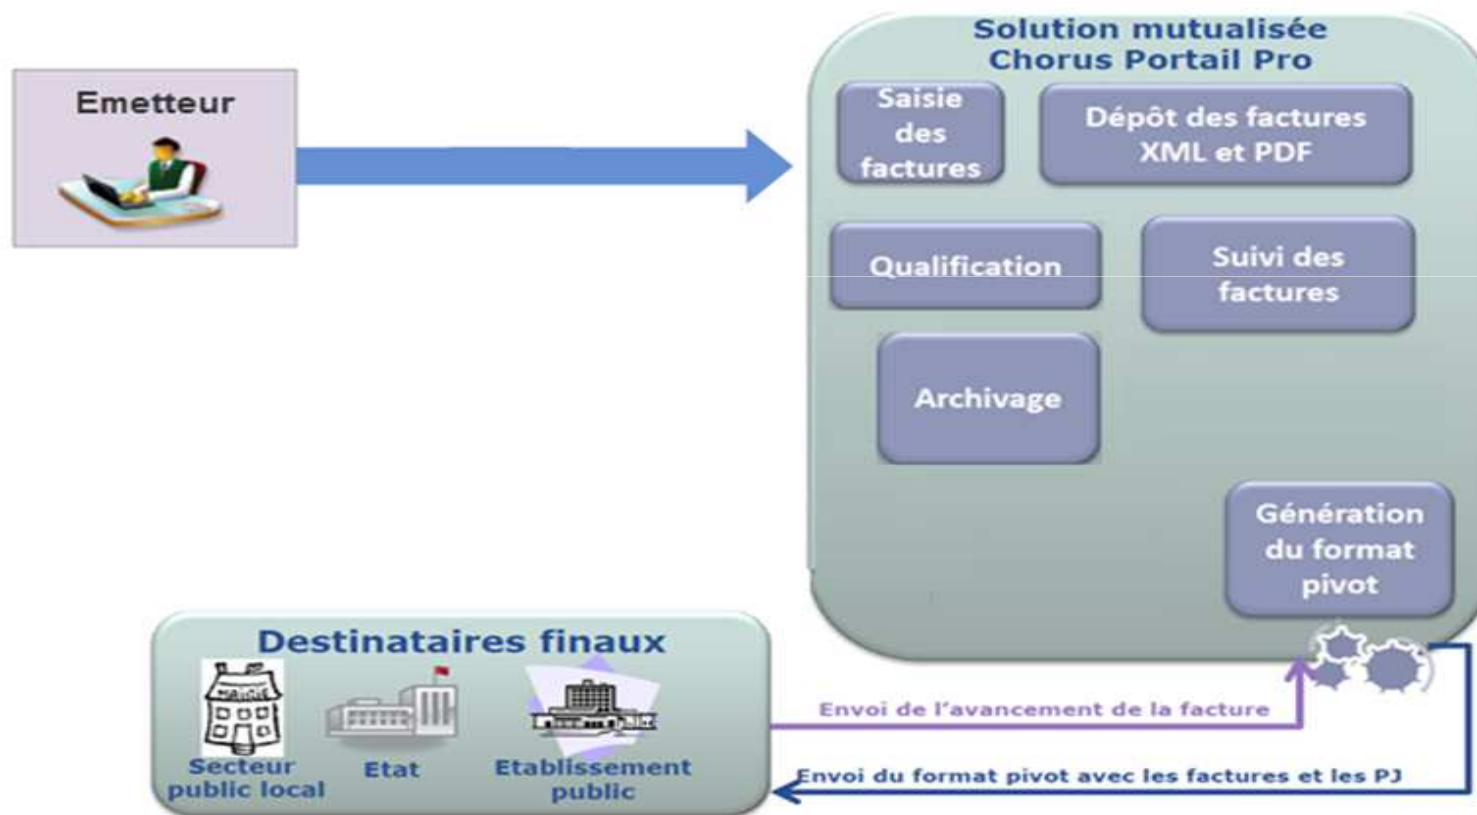 Solution mutualisée
Chorus Portail Pro
Emetteur
Saisie
des
factures
Dépôt des factures
XML et PDF
Qualification
Suivi des
factures
Archivage
Génération
du format
pivot
Destinataires finaux
MAIRIE
Secteur
public local
Etat
Etablissement
public
Envoi de l'avancement de la facture
Envoi du format pivot avec les factures et les PJ